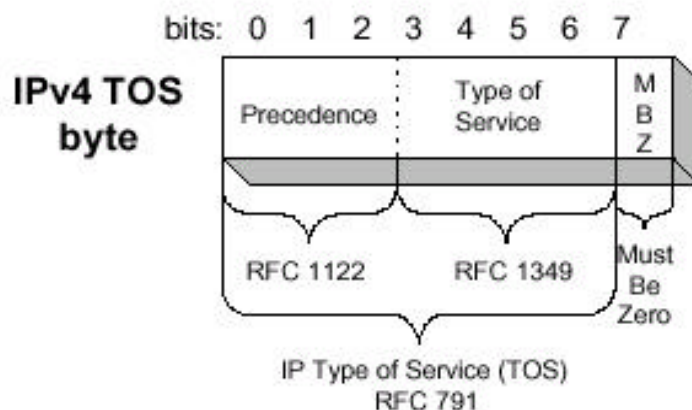 bits: 0 1 2 3 4 5 6 7
IPv4 TOS
byte
Precedence
Type of
Service
M
B
Z
RFC 1122
RFC 1349
Must
Be
Zero
IP Type of Service (TOS)
RFC 791